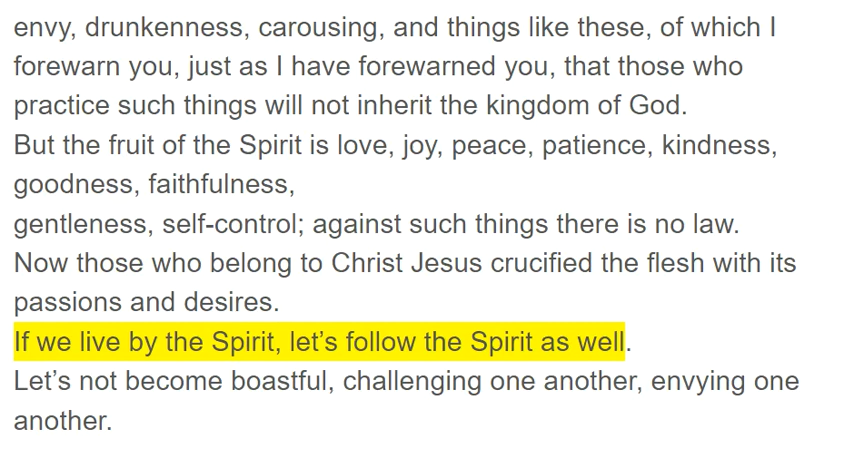 envy, drunkenness, carousing, and things like these, of which I
forewarn you, just as I have forewarned you, that those who
practice such things will not inherit the kingdom of God.
But the fruit of the Spirit is love, joy, peace, patience, kindness,
goodness, faithfulness,
gentleness, self-control; against such things there is no law.
Now those who belong to Christ Jesus crucified the flesh with its
passions and desires.
If we live by the Spirit, let’s follow the Spirit as well.
Let’s not become boastful, challenging one another, envying one
another.